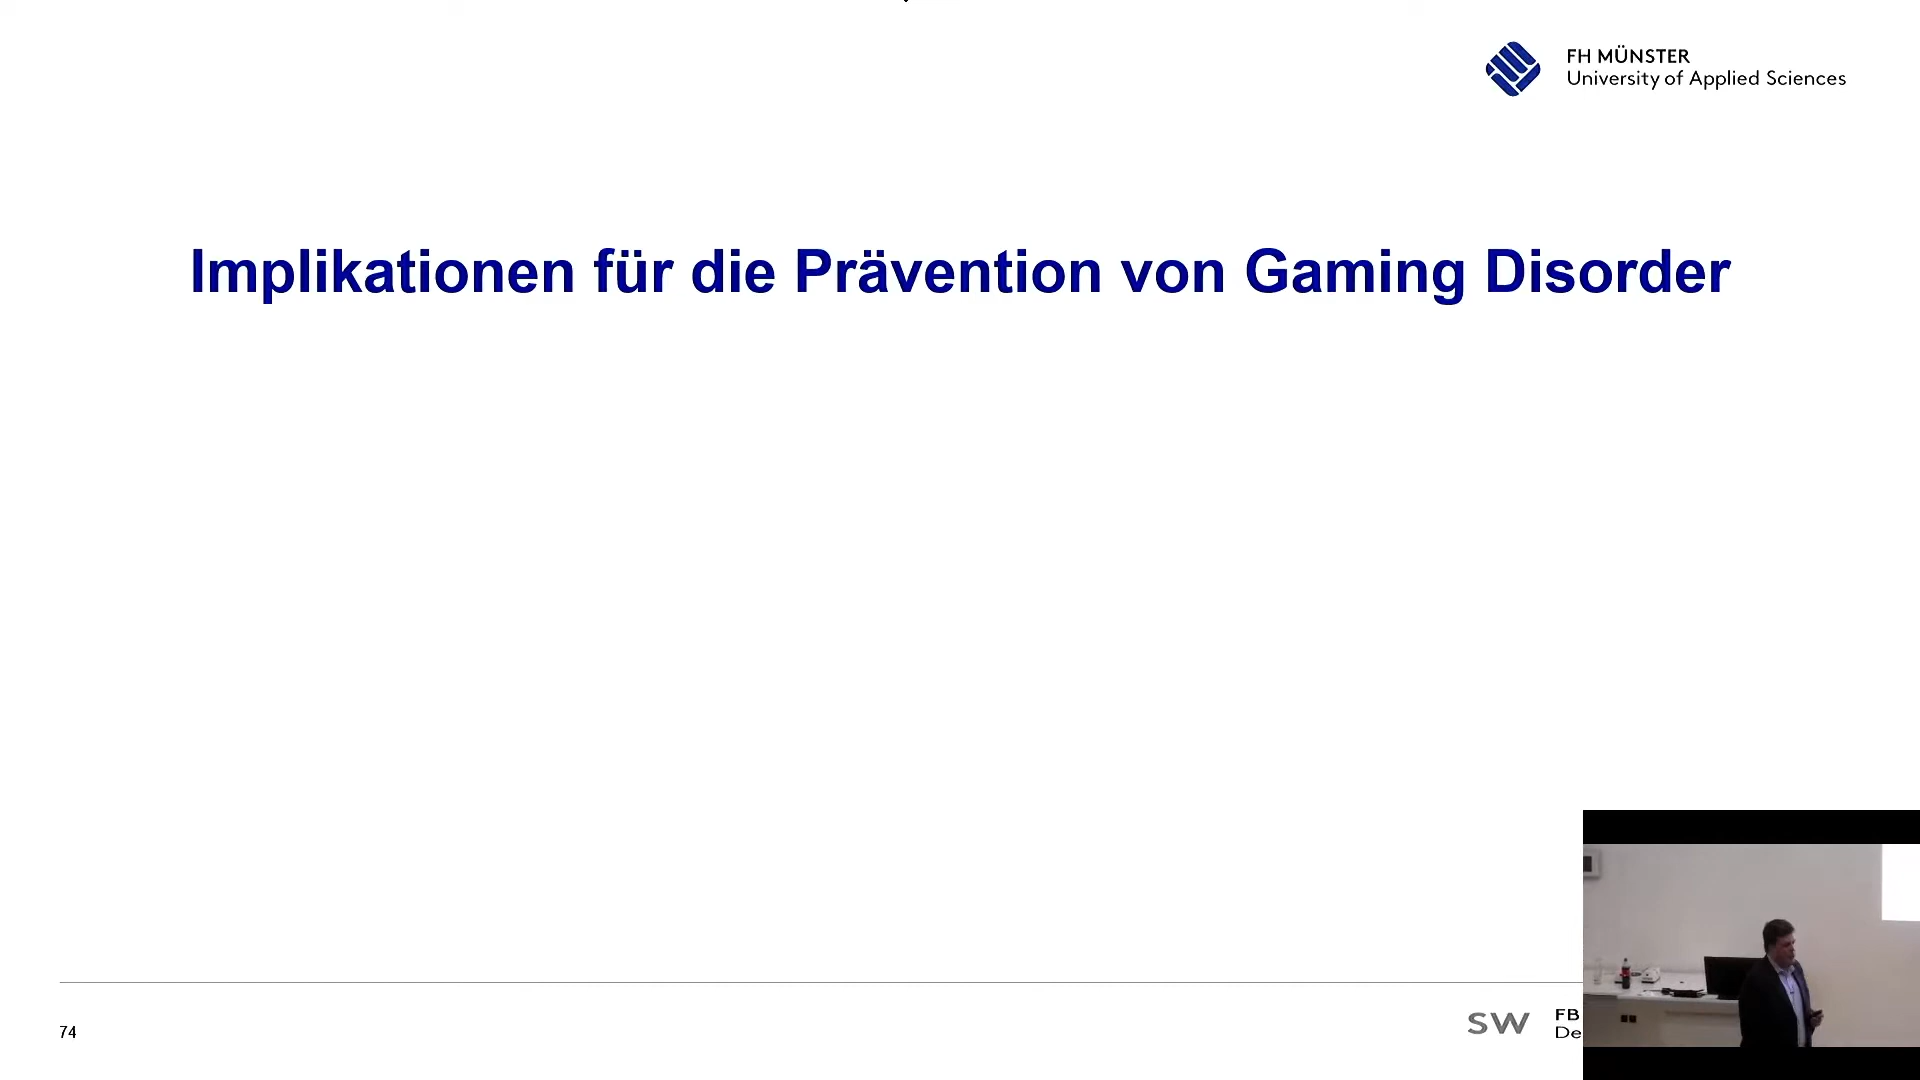 FH MÜNSTER
University of Applied Sciences
Implikationen für die Prävention von Gaming Disorder
74
SW
FB
De